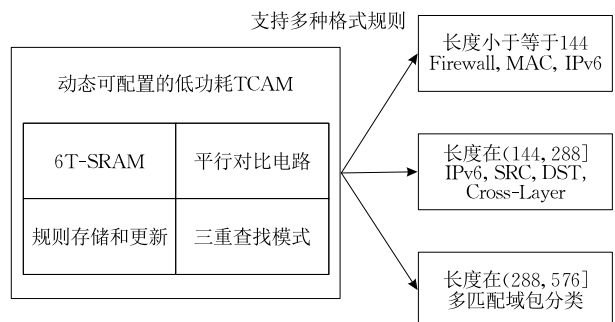 支持多种格式规则
动态可配置的低功耗TCAM
6T-SRAM
平行对比电路
规则存储和更新
三重查找模式
长度小于等于144
Firewall, MAC, IPv6
长度在(144, 288]
IPv6, SRC, DST,
Cross-Layer
长度在(288, 576]
多匹配域包分类